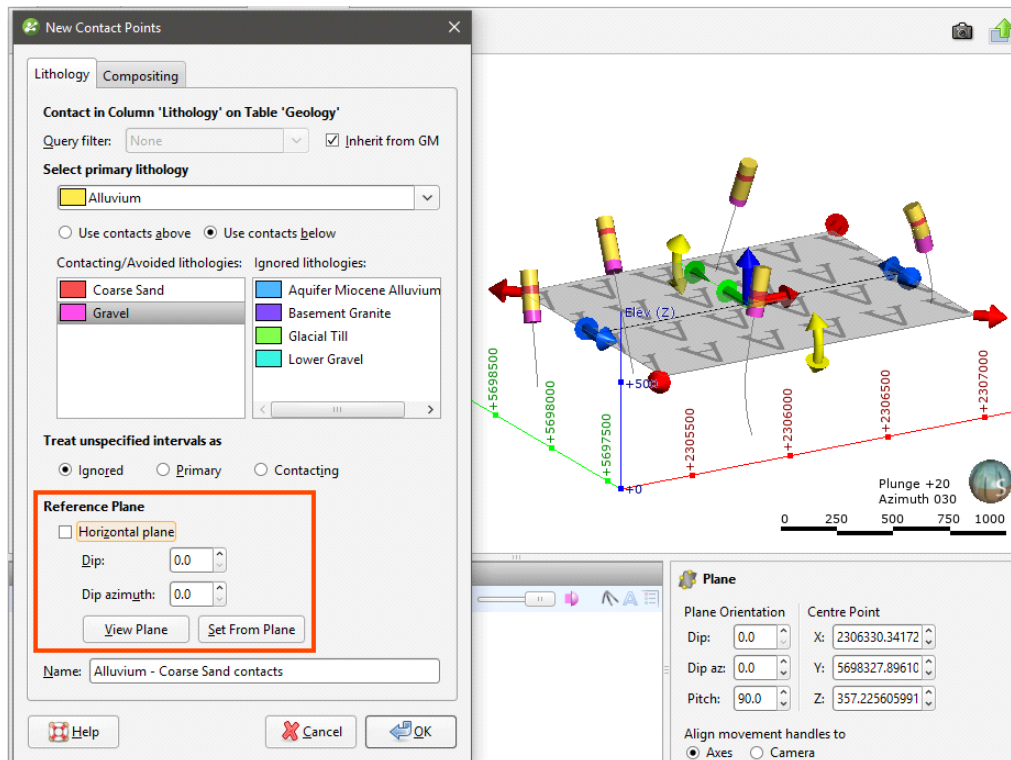 New Contact Points
Lithology
Compositing
Contact in Column 'Lithology' on Table 'Geology'
Query filter: None
Inherit from GM
Select primary lithology
Alluvium
Use contacts above
Use contacts below
Contacting/Avoided lithologies:
Ignored lithologies:
Coarse Sand
Gravel
Aquifer Miocene Alluvium
Basement Granite
Glacial Till
Lower Gravel
Treat unspecified intervals as
Ignored
Primary
Contacting
Reference Plane
Horizontal plane
Dip: 0.0
Dip azimuth: 0.0
View Plane
Set From Plane
Name: Alluvium - Coarse Sand contacts
Help
Cancel
OK
Elev (Z)
+500
+0
+5698500
+5698000
+5697500
+2305500
+2306000
+2306500
+2307000
Plunge +20
Azimuth 030
S
0 250 500 750 1000
Plane
Plane Orientation
Centre Point
Dip: 0.0
X: 2306330.34172
Dip az: 0.0
Y: 5698327.89610
Pitch: 90.0
Z: 357.225605991
Align movement handles to
Axes
Camera